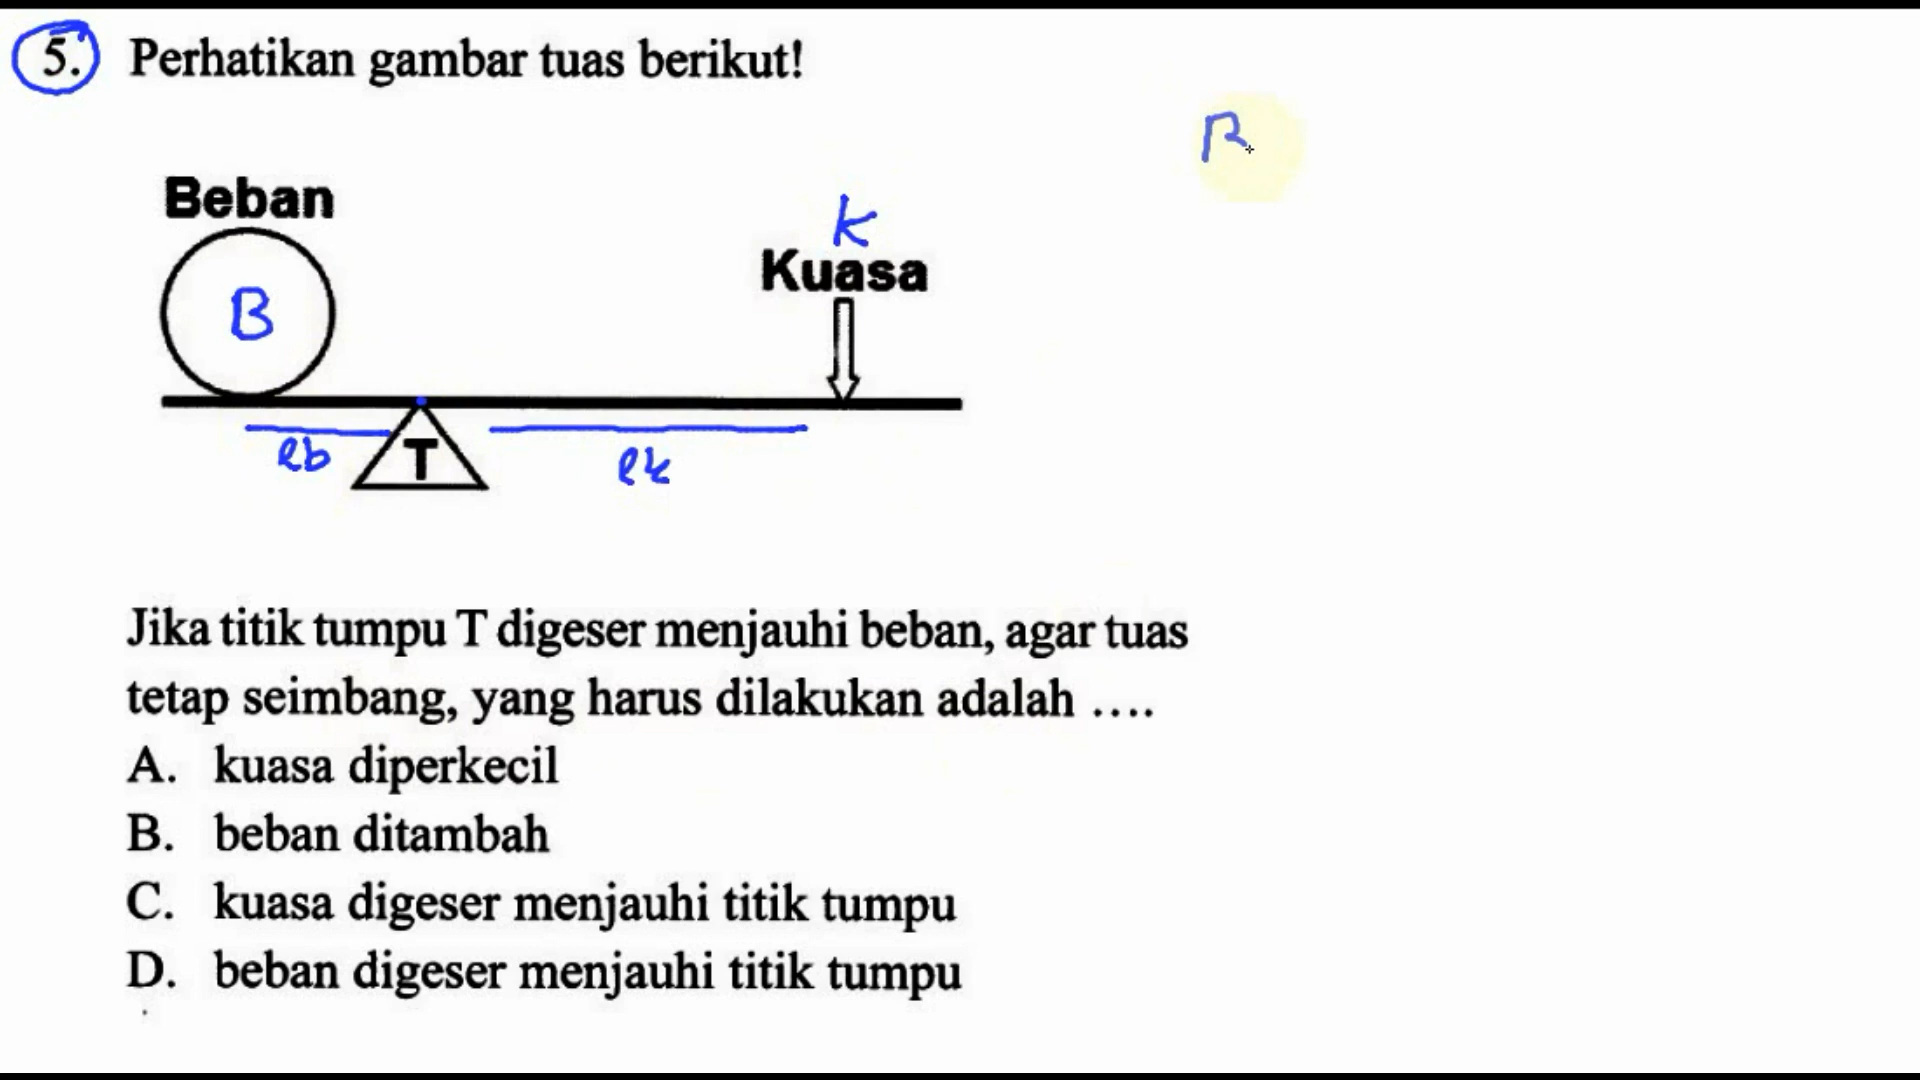 5. Perhatikan gambar tuas berikut!
B
Beban
K
Kuasa
B
lb
T
lk
Jika titik tumpu T digeser menjauhi beban, agar tuas
tetap seimbang, yang harus dilakukan adalah ....
A. kuasa diperkecil
B. beban ditambah
C. kuasa digeser menjauhi titik tumpu
D. beban digeser menjauhi titik tumpu